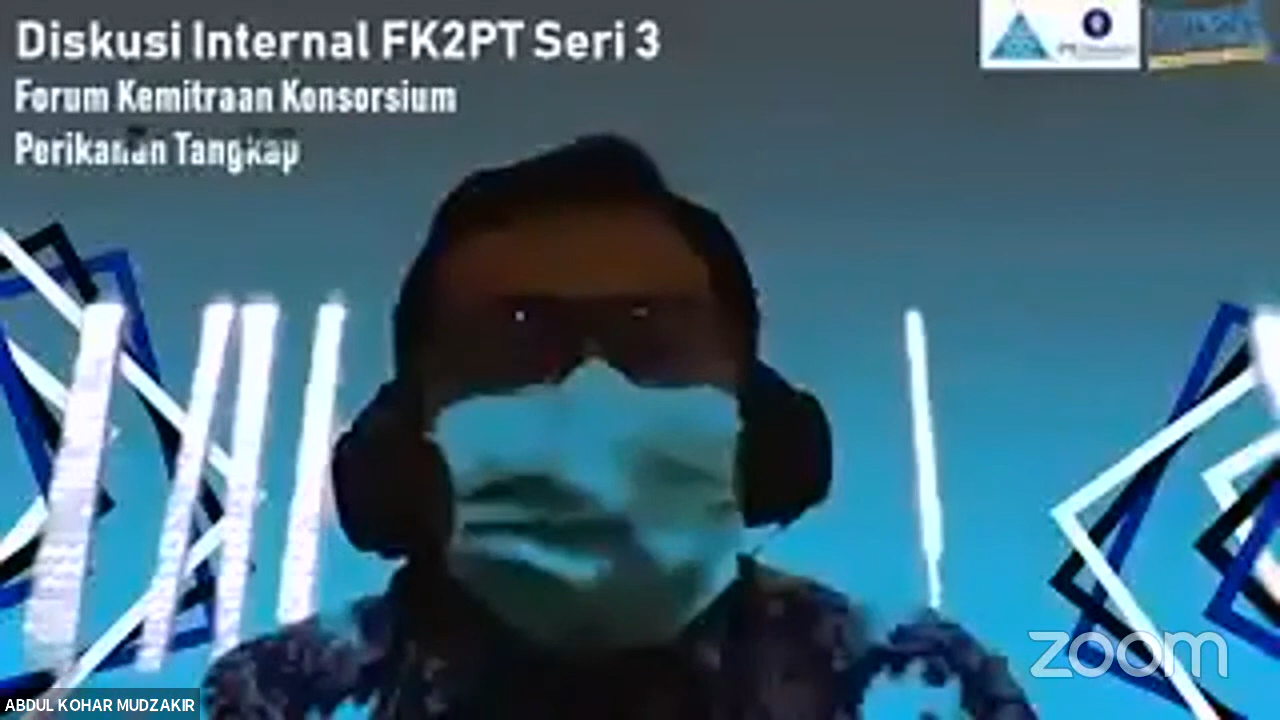 Diskusi Internal FK2PT Seri 3
Forum Kemitraan Konsorsium
Perikanan Tangkap
zoom
ABDUL KOHAR MUDZAKIR